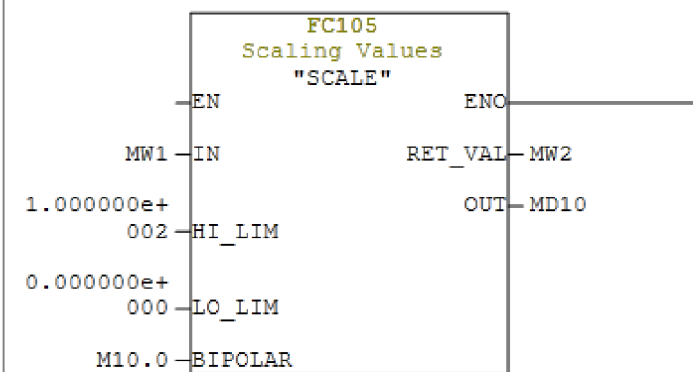 FC105
Scaling Values
"SCALE"
EN ENO
MW1 IN RET_VAL MW2
1.000000e+ OUT MD10
002 HI_LIM
0.000000e+
000 LO_LIM
M10.0 BIPOLAR